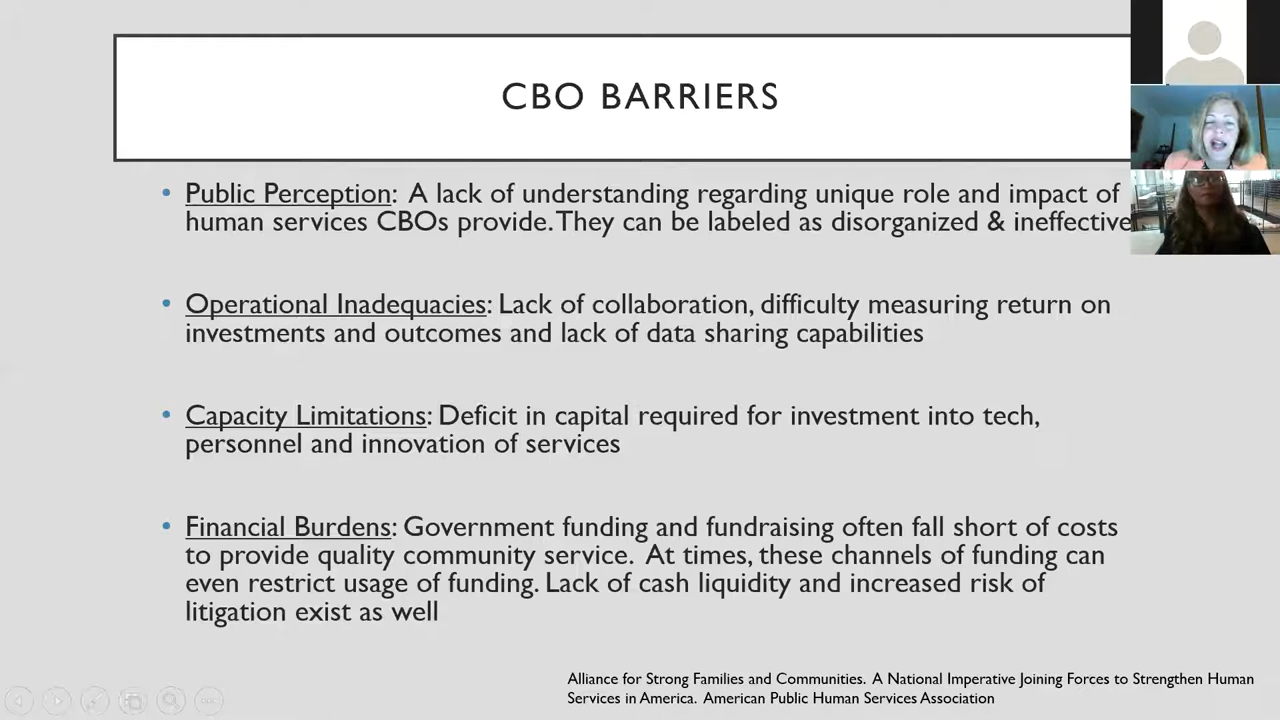 CBO BARRIERS
• Public Perception:  A lack of understanding regarding unique role and impact of
human services CBOs provide. They can be labeled as disorganized & ineffective
• Operational Inadequacies: Lack of collaboration, difficulty measuring return on
investments and outcomes and lack of data sharing capabilities
• Capacity Limitations: Deficit in capital required for investment into tech,
personnel and innovation of services
• Financial Burdens: Government funding and fundraising often fall short of costs
to provide quality community service.  At times, these channels of funding can
even restrict usage of funding. Lack of cash liquidity and increased risk of
litigation exist as well
Alliance for Strong Families and Communities.  A National Imperative Joining Forces to Strengthen Human
Services in America.  American Public Human Services Association